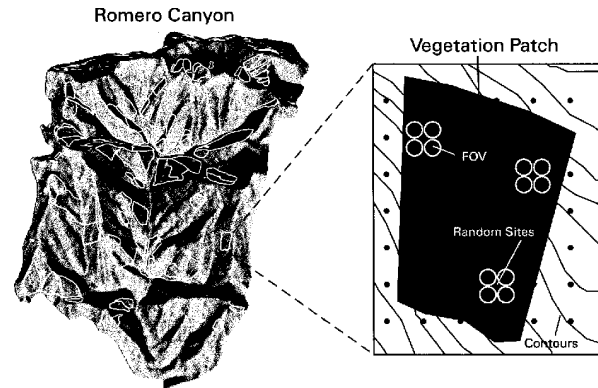 Romero Canyon
Vegetation Patch
FOV
Random Sites
Contours